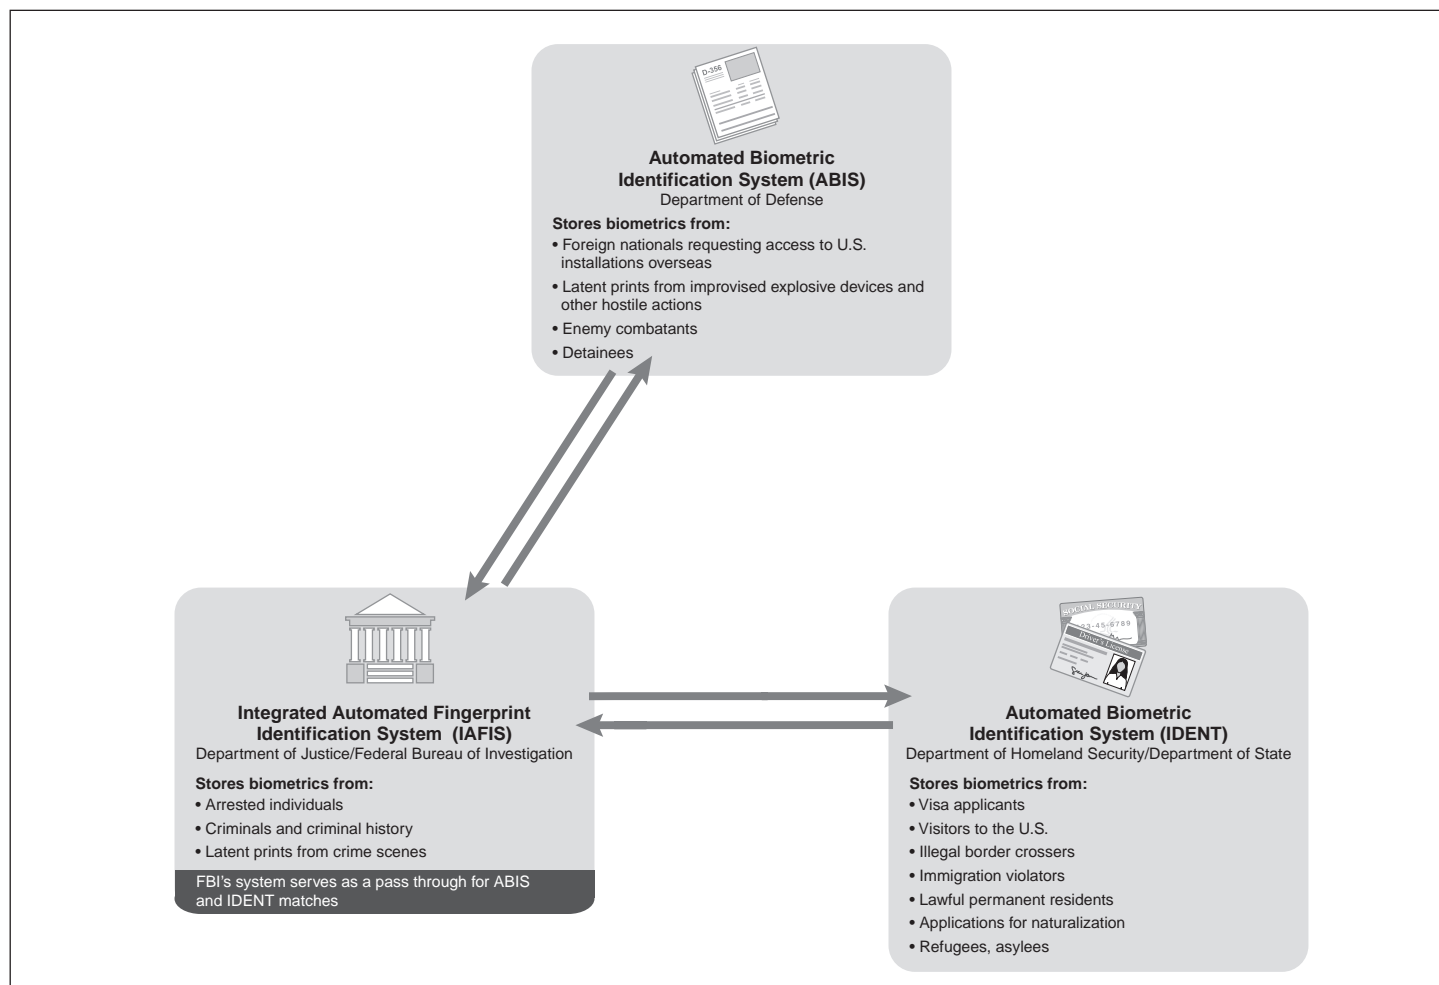 D-356
Automated Biometric
Identification System (ABIS)
Department of Defense
Stores biometrics from:
• Foreign nationals requesting access to U.S.
installations overseas
• Latent prints from improvised explosive devices and
other hostile actions
• Enemy combatants
• Detainees
Integrated Automated Fingerprint
Identification System (IAFIS)
Department of Justice/Federal Bureau of Investigation
Stores biometrics from:
• Arrested individuals
• Criminals and criminal history
• Latent prints from crime scenes
FBI's system serves as a pass through for ABIS
and IDENT matches
SOCIAL SECURITY
23-45-6789
Driver's License
Automated Biometric
Identification System (IDENT)
Department of Homeland Security/Department of State
Stores biometrics from:
• Visa applicants
• Visitors to the U.S.
• Illegal border crossers
• Immigration violators
• Lawful permanent residents
• Applications for naturalization
• Refugees, asylees